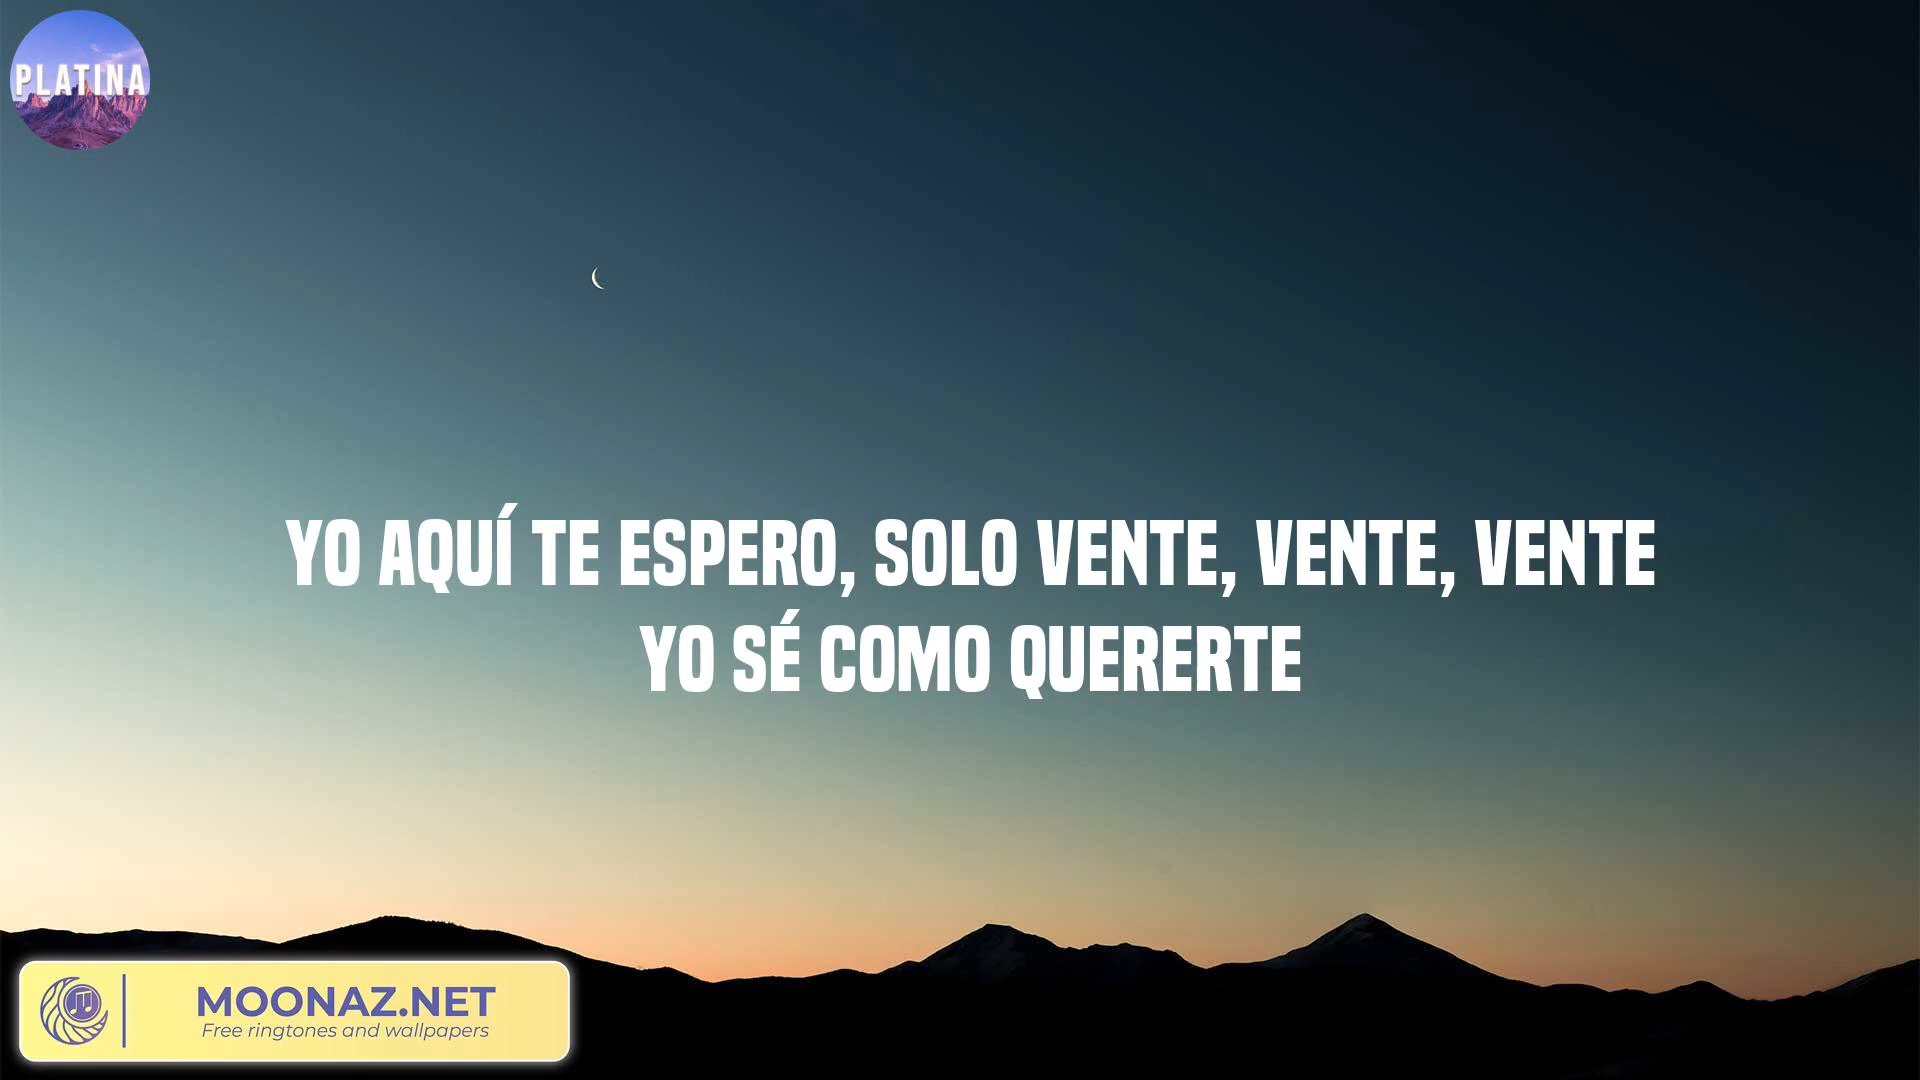 PLATINA
YO AQUÍ TE ESPERO, SOLO VENTE, VENTE, VENTE
YO SÉ COMO QUERERTE
MOONAZ.NET
Free ringtones and wallpapers